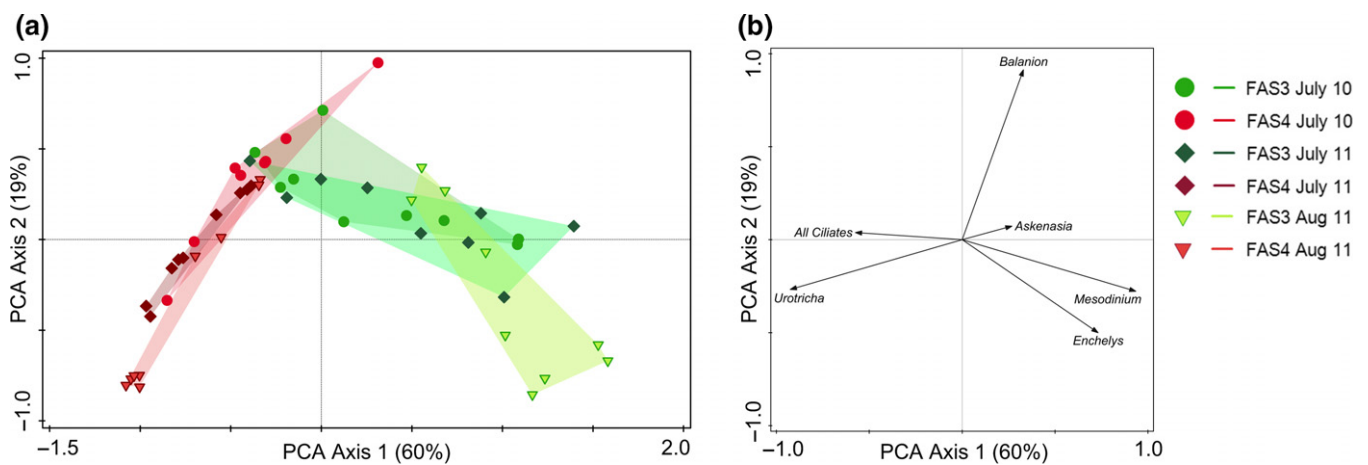 (a)
1.0
PCA Axis 2 (19%)
−1.0
−1.5
PCA Axis 1 (60%)
2.0
(b)
1.0
PCA Axis 2 (19%)
−1.0
Balanion
Askenasia
All Ciliates
Urotricha
Mesodinium
Enchelys
−1.0
PCA Axis 1 (60%)
1.0
FAS3 July 10
FAS4 July 10
FAS3 July 11
FAS4 July 11
FAS3 Aug 11
FAS4 Aug 11